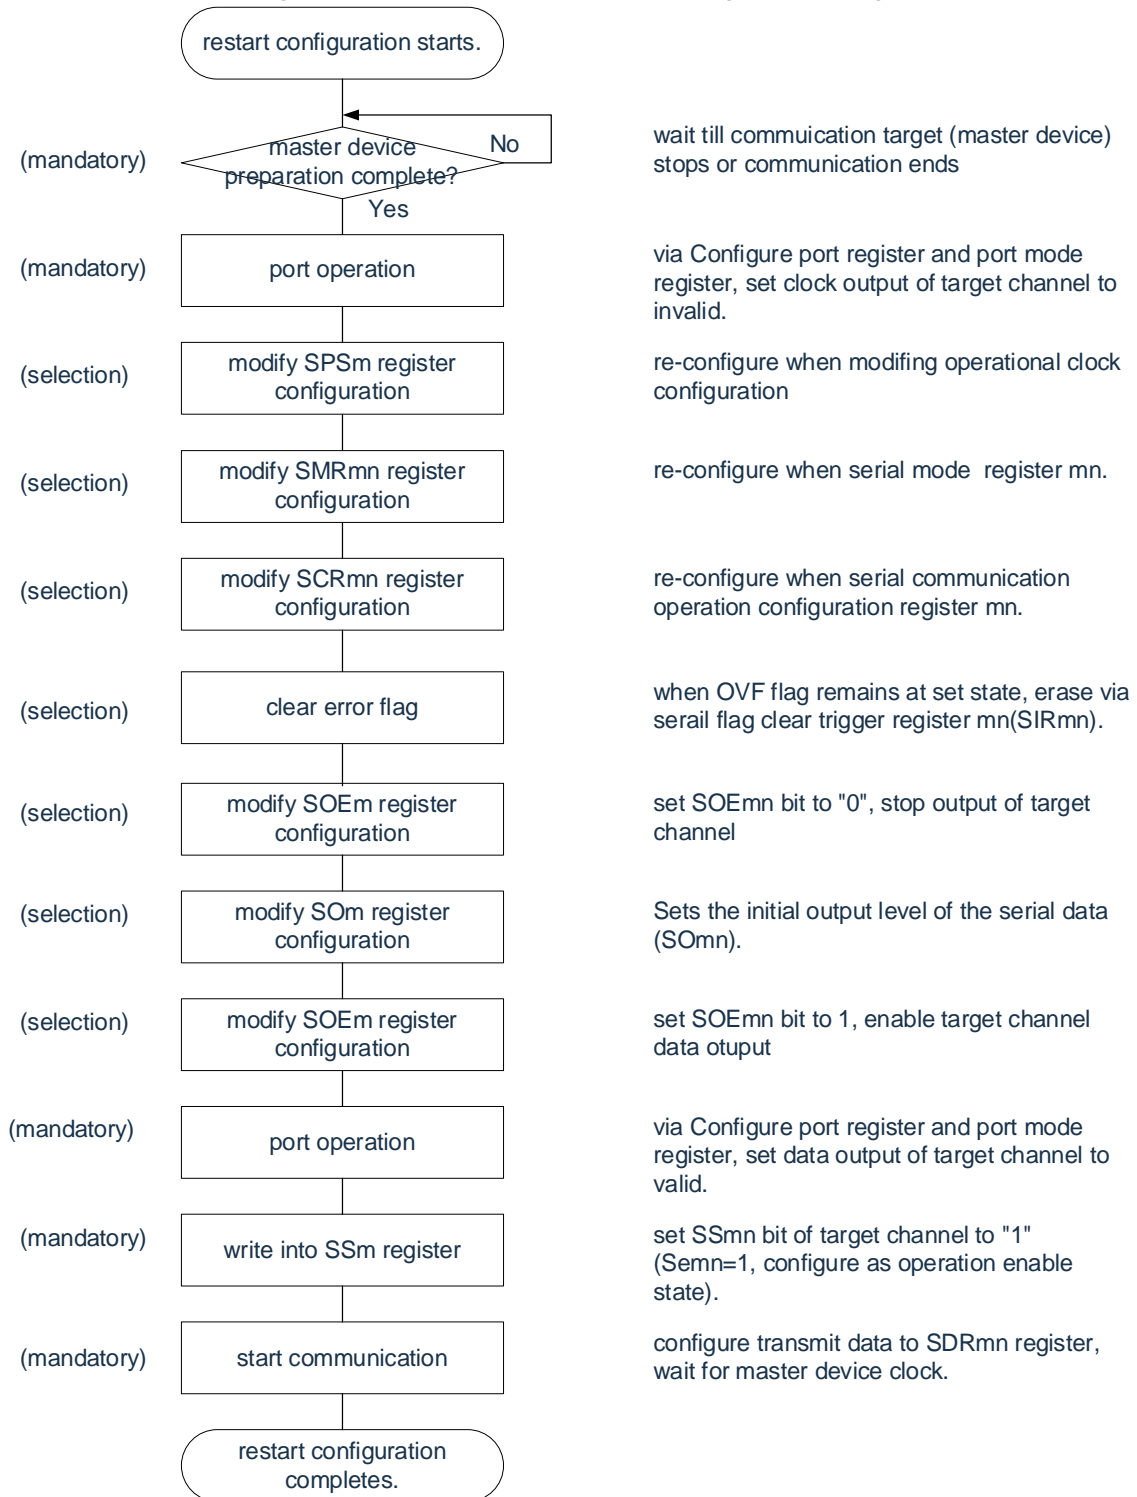 restart configuration starts.
(mandatory)
master device
preparation complete?
No
Yes
wait till commuication target (master device)
stops or communication ends
(mandatory)
port operation
via Configure port register and port mode
register, set clock output of target channel to
invalid.
(selection)
modify SPSm register
configuration
re-configure when modifing operational clock
configuration
(selection)
modify SMRmn register
configuration
re-configure when serial mode  register mn.
(selection)
modify SCRmn register
configuration
re-configure when serial communication
operation configuration register mn.
(selection)
clear error flag
when OVF flag remains at set state, erase via
serail flag clear trigger register mn(SIRmn).
(selection)
modify SOEm register
configuration
set SOEmn bit to "0", stop output of target
channel
(selection)
modify SOm register
configuration
Sets the initial output level of the serial data
(SOmn).
(selection)
modify SOEm register
configuration
set SOEmn bit to 1, enable target channel
data otuput
(mandatory)
port operation
via Configure port register and port mode
register, set data output of target channel to
valid.
(mandatory)
write into SSm register
set SSmn bit of target channel to "1"
(Semn=1, configure as operation enable
state).
(mandatory)
start communication
configure transmit data to SDRmn register,
wait for master device clock.
restart configuration
completes.